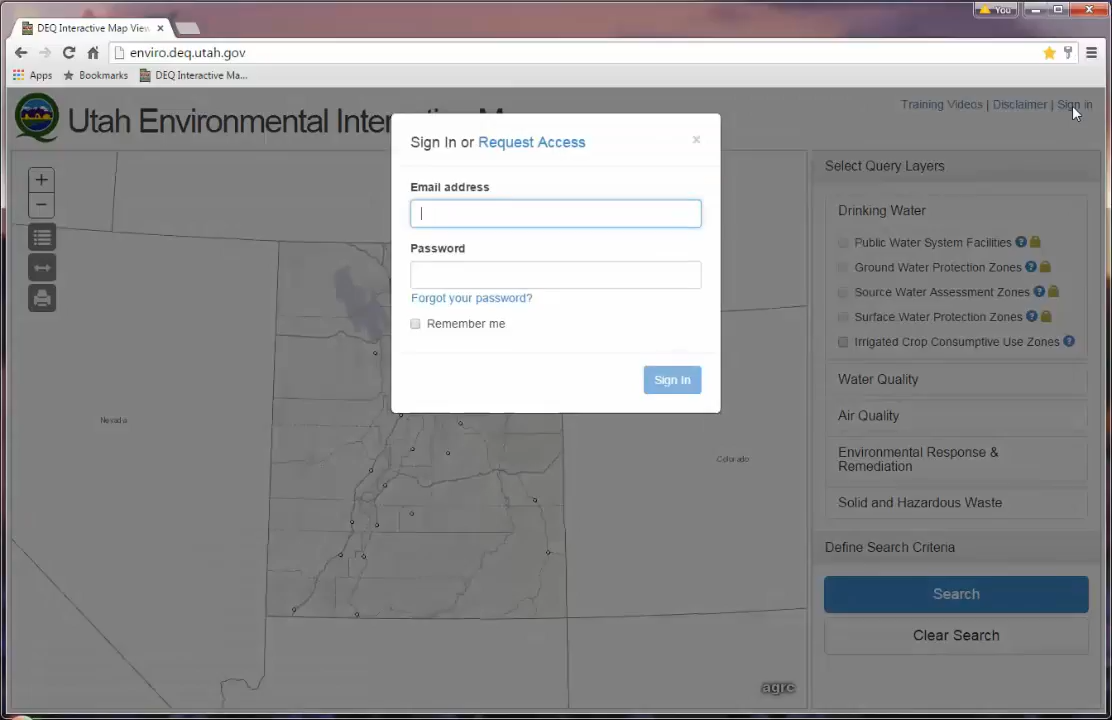 You
DEQ Interactive Map View
enviro.deq.utah.gov
Apps Bookmarks DEQ Interactive Ma...
Training Videos | Disclaimer | Sign in
Utah Environmental
Sign In or Request Access ×
Email address
Password
Forgot your password?
Remember me
Sign In
+
−
Nevada
Colorado
agrc
Select Query Layers
Drinking Water
Public Water System Facilities ?
Ground Water Protection Zones ?
Source Water Assessment Zones ?
Surface Water Protection Zones ?
Irrigated Crop Consumptive Use Zones ?
Water Quality
Air Quality
Environmental Response &
Remediation
Solid and Hazardous Waste
Define Search Criteria
Search
Clear Search